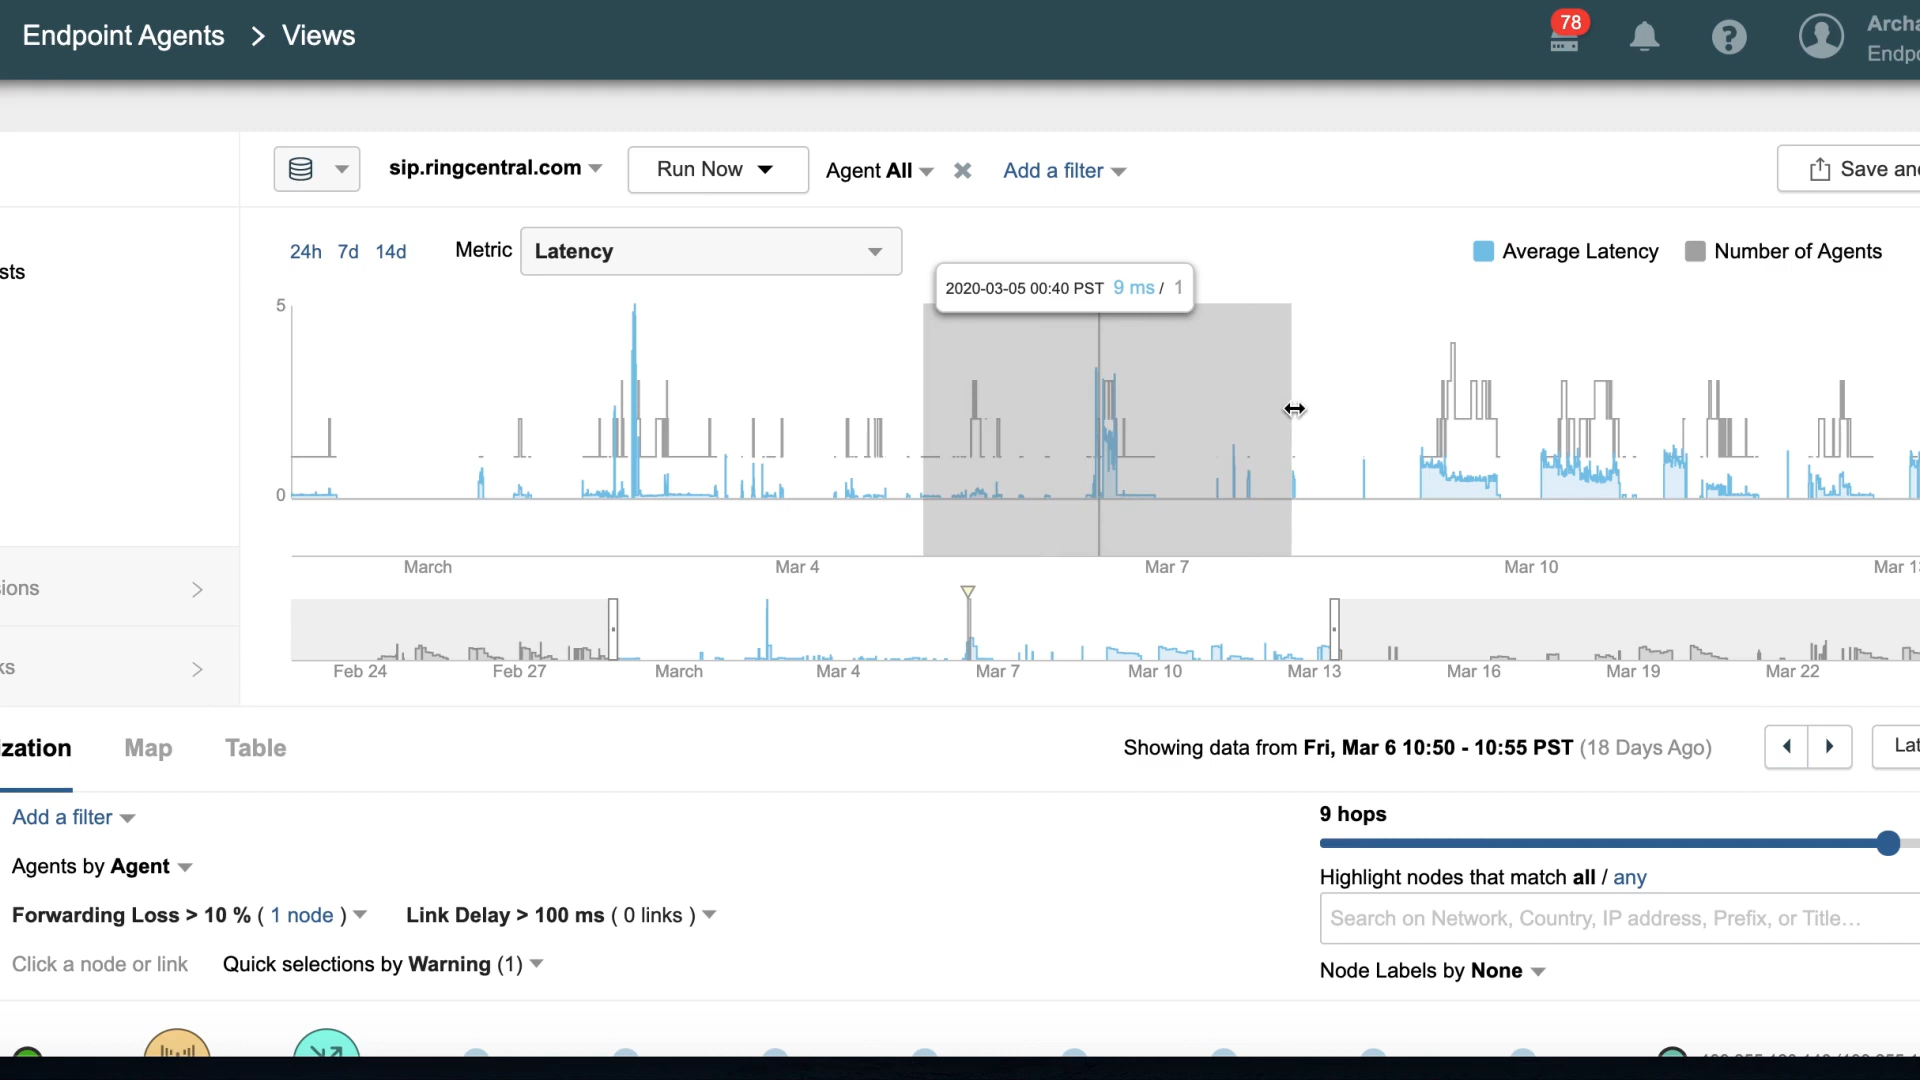 Endpoint Agents > Views
78
Archa
Endpo
sip.ringcentral.com
Run Now
Agent All
Add a filter
Save and
24h 7d 14d
Metric Latency
Average Latency
Number of Agents
sts
2020-03-05 00:40 PST 9 ms / 1
5
0
March
Mar 4
Mar 7
Mar 10
Mar 13
ions
Feb 24
Feb 27
March
Mar 4
Mar 7
Mar 10
Mar 13
Mar 16
Mar 19
Mar 22
ks
ization
Map
Table
Showing data from Fri, Mar 6 10:50 - 10:55 PST (18 Days Ago)
Lat
Add a filter
9 hops
Agents by Agent
Highlight nodes that match all / any
Forwarding Loss > 10 % ( 1 node )
Link Delay > 100 ms ( 0 links )
Search on Network, Country, IP address, Prefix, or Title...
Click a node or link
Quick selections by Warning (1)
Node Labels by None